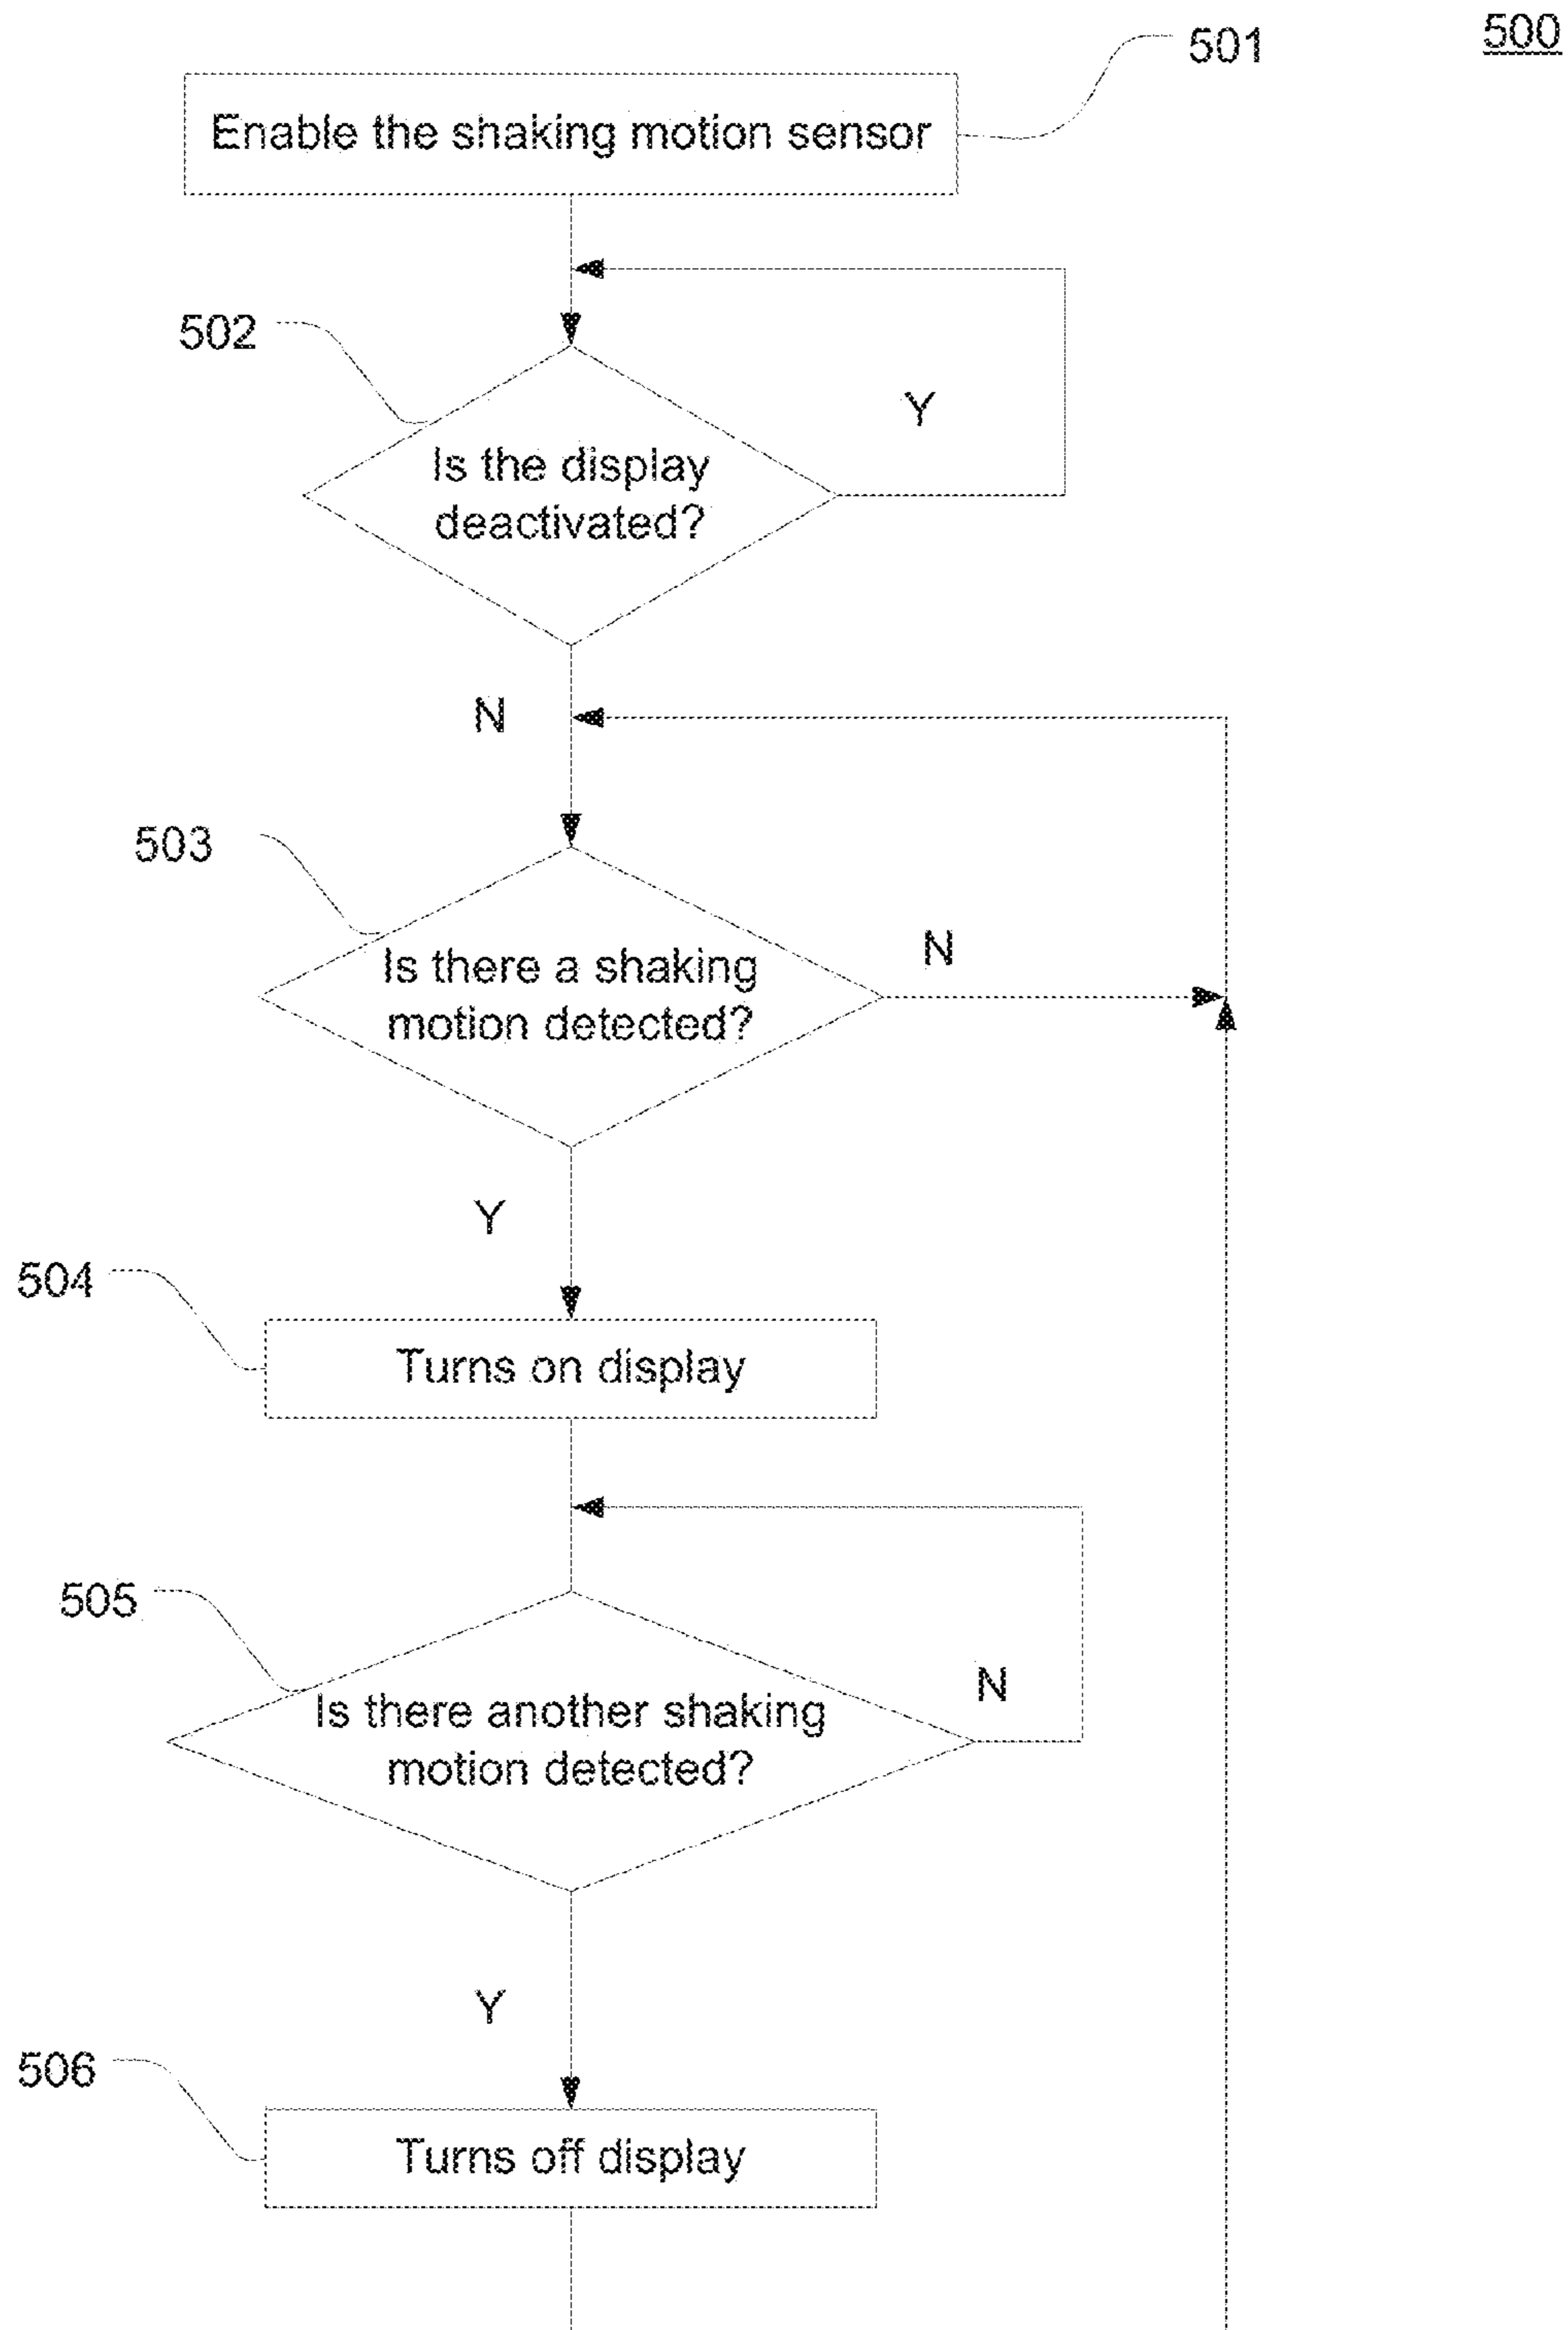 500
501
Enable the shaking motion sensor
502
Y
Is the display
deactivated?
N
503
N
Is there a shaking
motion detected?
Y
504
Turns on display
505
N
Is there another shaking
motion detected?
Y
506
Turns off display